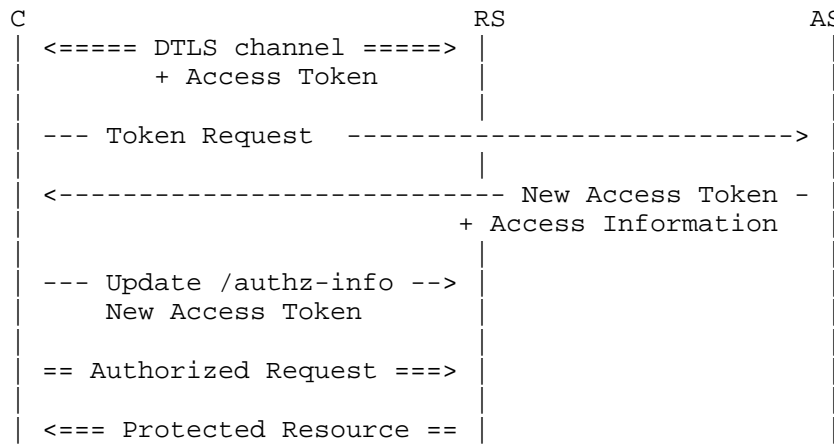 C                            RS                   AS
| <===== DTLS channel =====> |                     |
|        + Access Token      |                     |
|                            |                     |
| --- Token Request  ----------------------------> |
|                            |                     |
| <---------------------------- New Access Token - |
|                           + Access Information   |
|                            |                     |
| --- Update /authz-info --> |                     |
|     New Access Token       |                     |
|                            |                     |
| == Authorized Request ===> |                     |
|                            |                     |
| <=== Protected Resource == |                     |